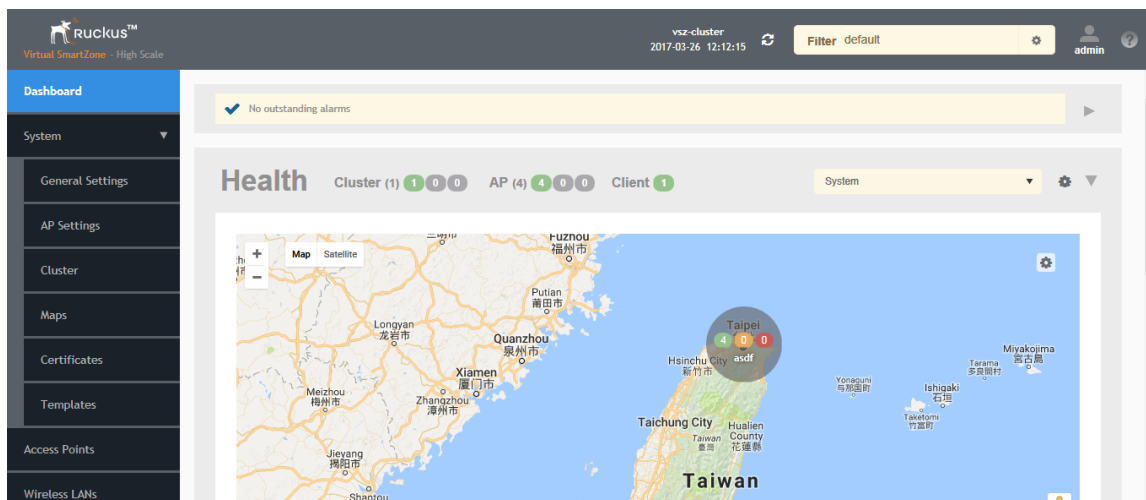 Ruckus™
Virtual SmartZone - High Scale
vsz-cluster
2017-03-26 12:12:15
Filter default
admin
?
Dashboard
System
General Settings
AP Settings
Cluster
Maps
Certificates
Templates
Access Points
Wireless LANs
No outstanding alarms
Health
Cluster (1) 1 0 0
AP (4) 4 0 0
Client 1
System
+
−
Map Satellite
Fuzhou
福州市
Putian
莆田市
Longyan
龙岩市
Quanzhou
泉州市
Xiamen
厦门市
Zhangzhou
漳州市
Meizhou
梅州市
Jieyang
揭阳市
Shantou
Taipei
4 0 0
asdf
Hsinchu City
新竹市
Taichung City
Hualien
County
花蓮縣
Taiwan
臺灣
Taiwan
Yonaguni
与那国町
Ishigaki
石垣
Taketomi
竹富町
Tarama
多良間村
Miyakojima
宮古島